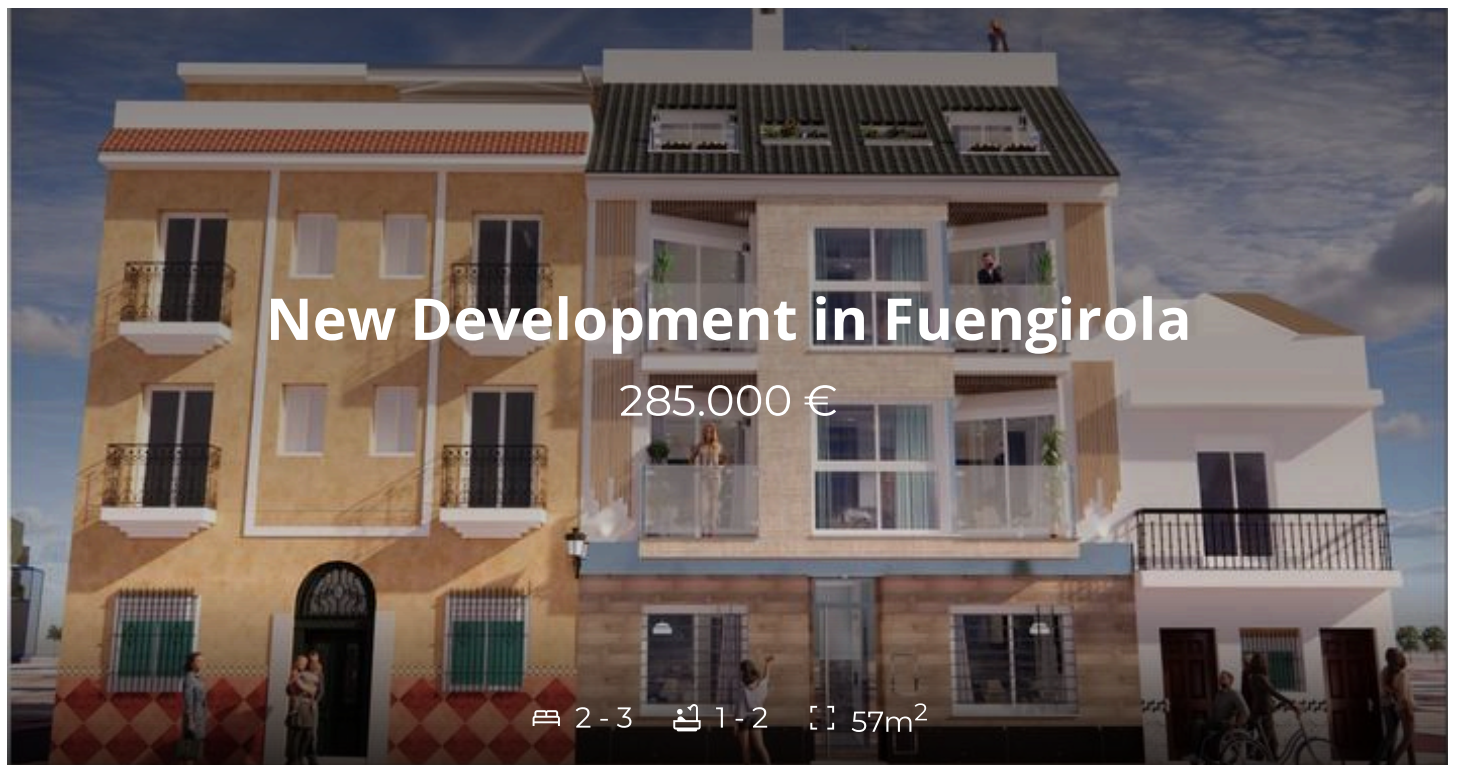 New Development in Fuengirola
285.000 €
2 - 3 1 - 2 57m²